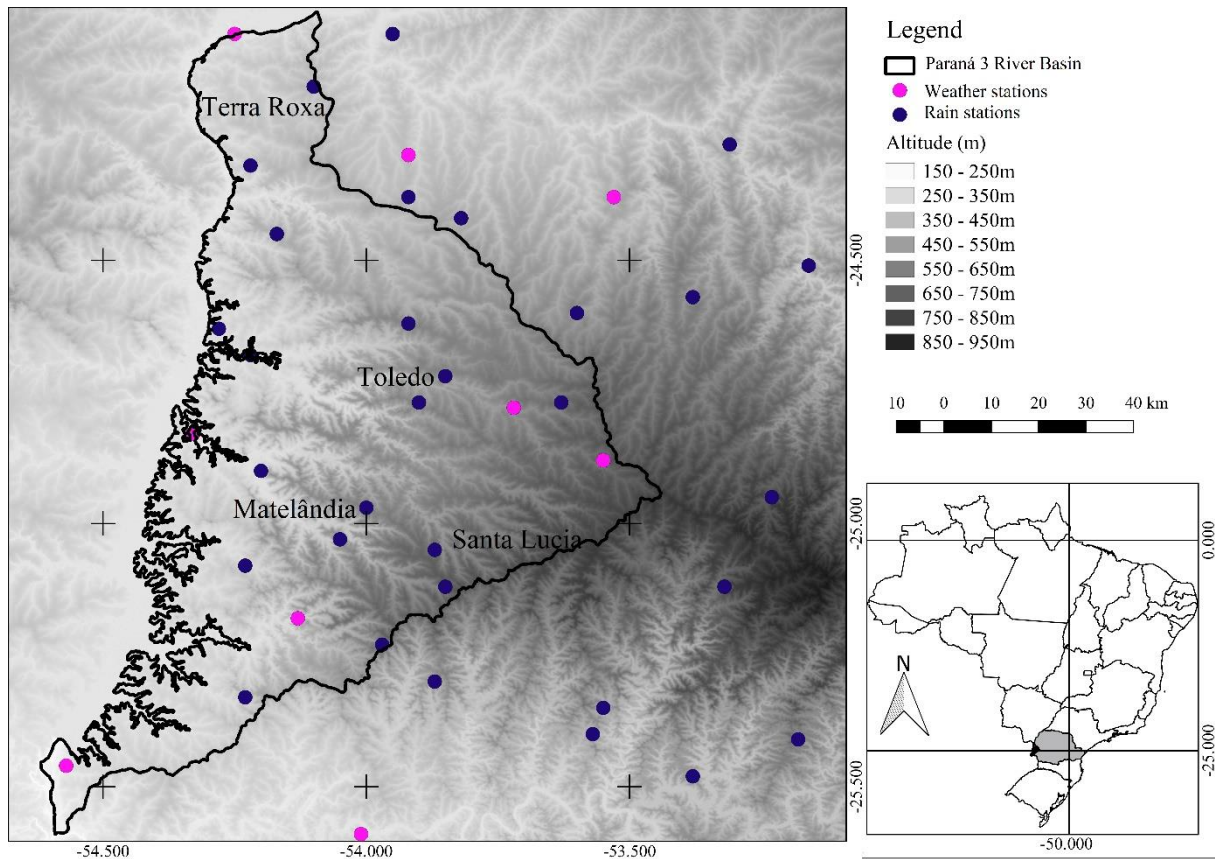 Terra Roxa
Toledo
Matelândia
Santa Lucia
-54.500
-54.000
-53.500
-24.500
-25.000
-25.500
Legend
Paraná 3 River Basin
Weather stations
Rain stations
Altitude (m)
150 - 250m
250 - 350m
350 - 450m
450 - 550m
550 - 650m
650 - 750m
750 - 850m
850 - 950m
10 0 10 20 30 40 km
N
0.000
-25.000
-50.000